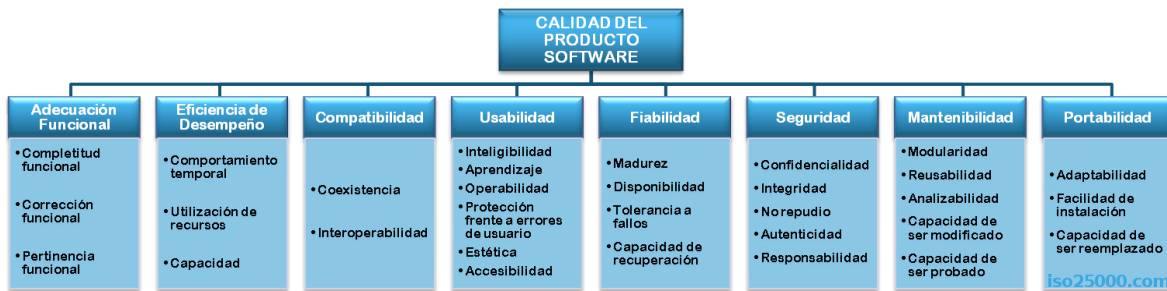 CALIDAD DEL
PRODUCTO
SOFTWARE
Adecuación
Funcional
• Completitud
funcional
• Corrección
funcional
• Pertinencia
funcional
Eficiencia de
Desempeño
• Comportamiento
temporal
• Utilización de
recursos
• Capacidad
Compatibilidad
• Coexistencia
• Interoperabilidad
Usabilidad
• Inteligibilidad
• Aprendizaje
• Operabilidad
• Protección
frente a errores
de usuario
• Estética
• Accesibilidad
Fiabilidad
• Madurez
• Disponibilidad
• Tolerancia a
fallos
• Capacidad de
recuperación
Seguridad
• Confidencialidad
• Integridad
• No repudio
• Autenticidad
• Responsabilidad
Mantenibilidad
• Modularidad
• Reusabilidad
• Analizabilidad
• Capacidad de
ser modificado
• Capacidad de
ser probado
Portabilidad
• Adaptabilidad
• Facilidad de
instalación
• Capacidad de
ser reemplazado
iso25000.com